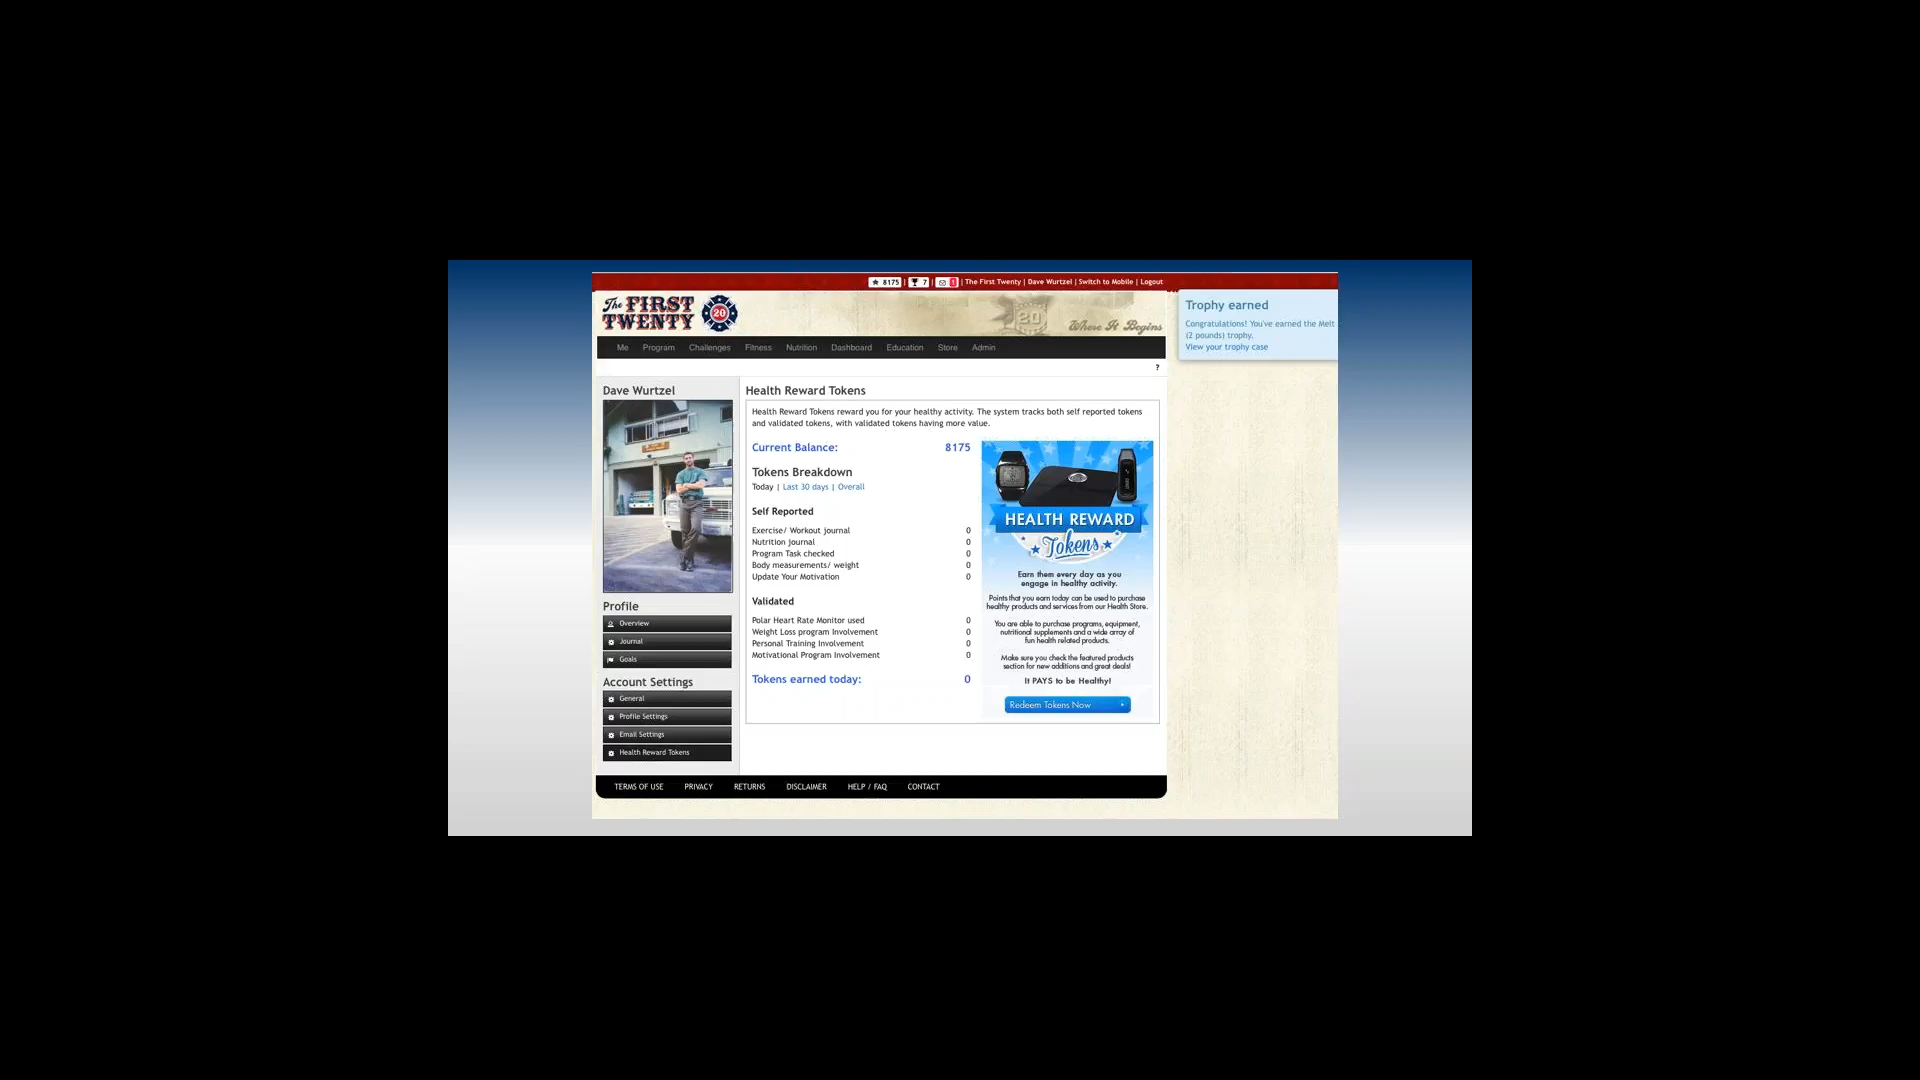 8175 | 7 | 1 | The First Twenty | Dave Wurtzel | Switch to Mobile | Logout
The FIRST
TWENTY
20
20
Where It Begins
Trophy earned
Congratulations! You've earned the Melt
(2 pounds) trophy.
View your trophy case
Me Program Challenges Fitness Nutrition Dashboard Education Store Admin
?
Dave Wurtzel
Profile
Overview
Journal
Goals
Account Settings
General
Profile Settings
Email Settings
Health Reward Tokens
Health Reward Tokens
Health Reward Tokens reward you for your healthy activity. The system tracks both self reported tokens
and validated tokens, with validated tokens having more value.
Current Balance: 8175
Tokens Breakdown
Today | Last 30 days | Overall
Self Reported
Exercise/ Workout journal 0
Nutrition journal 0
Program Task checked 0
Body measurements/ weight 0
Update Your Motivation 0
Validated
Polar Heart Rate Monitor used 0
Weight Loss program Involvement 0
Personal Training Involvement 0
Motivational Program Involvement 0
Tokens earned today: 0
HEALTH REWARD
Tokens
Earn them every day as you
engage in healthy activity.
Points that you earn today can be used to purchase
healthy products and services from our Health Store.
You are able to purchase programs, equipment,
nutritional supplements and a wide array of
fun health related products.
Make sure you check the featured products
section for new additions and great deals!
It PAYS to be Healthy!
Redeem Tokens Now
TERMS OF USE PRIVACY RETURNS DISCLAIMER HELP / FAQ CONTACT